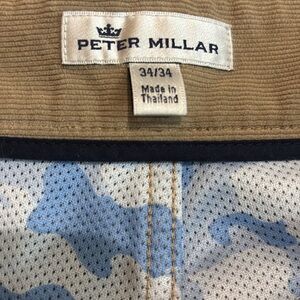 PETER MILLAR
34/34
Made in
Thailand